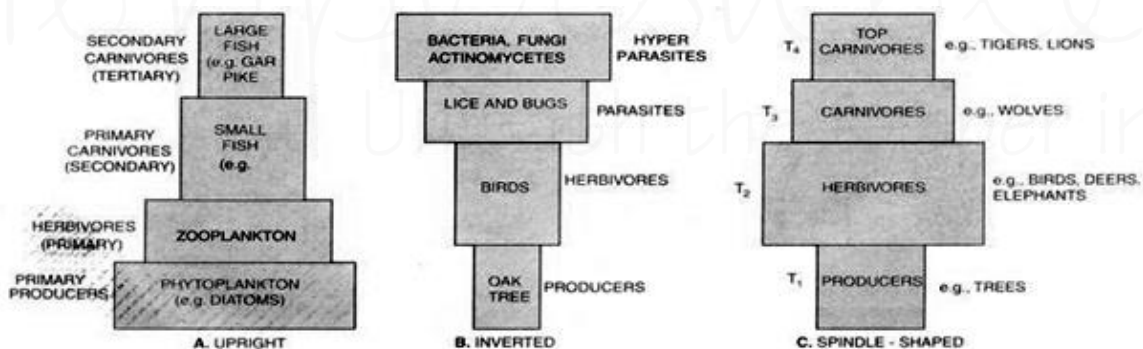 SECONDARY
CARNIVORES
(TERTIARY)
LARGE
FISH
(e.g. GAR
PIKE
PRIMARY
CARNIVORES
(SECONDARY)
SMALL
FISH
(e.g.
HERBIVORES
(PRIMARY)
ZOOPLANKTON
PRIMARY
PRODUCERS
PHYTOPLANKTON
(e.g. DIATOMS)
A. UPRIGHT
BACTERIA, FUNGI
ACTINOMYCETES
HYPER
PARASITES
LICE AND BUGS
PARASITES
BIRDS
HERBIVORES
OAK
TREE
PRODUCERS
B. INVERTED
T4
TOP
CARNIVORES
e.g., TIGERS, LIONS
T3
CARNIVORES
e.g., WOLVES
T2
HERBIVORES
e.g., BIRDS, DEERS,
ELEPHANTS
T1
PRODUCERS
e.g., TREES
C. SPINDLE - SHAPED